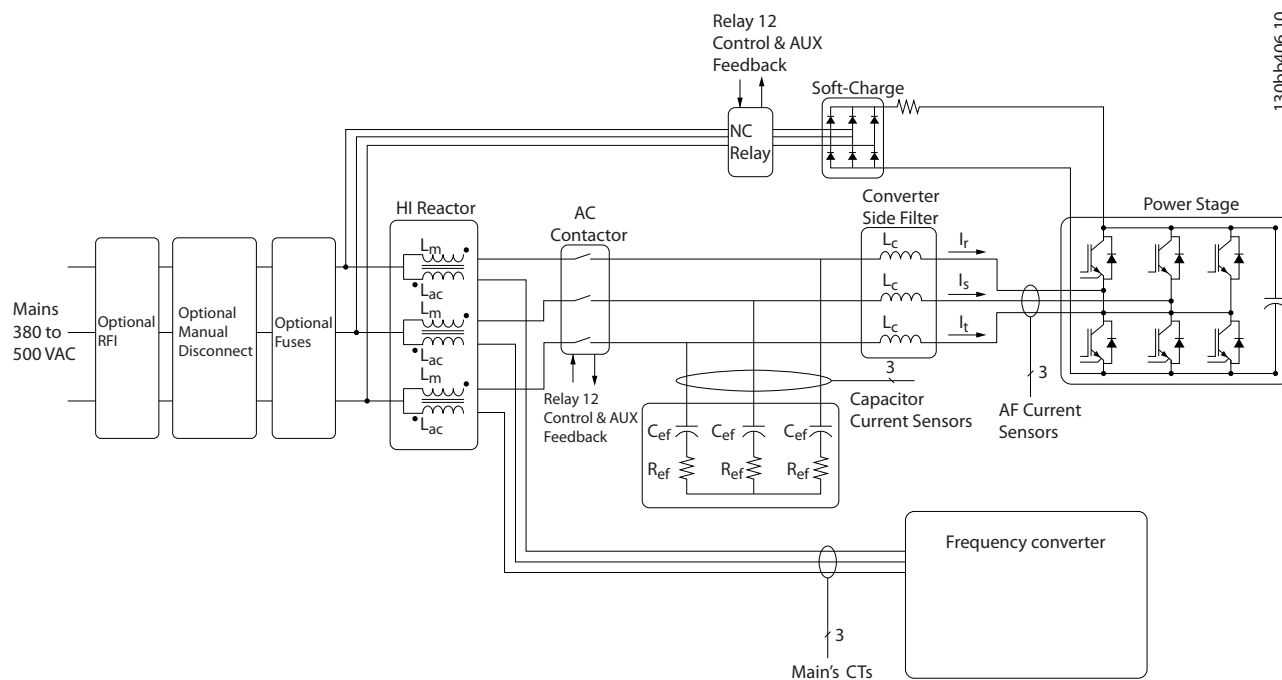 Relay 12
Control & AUX
Feedback
130bb406.10
Soft-Charge
NC
Relay
HI Reactor
AC
Contactor
Converter
Side Filter
Power Stage
Lm
Lac
Lm
Lac
Lm
Lac
Lc
Lc
Lc
Ir
Is
It
Mains
380 to
500 VAC
Optional
RFI
Optional
Manual
Disconnect
Optional
Fuses
Relay 12
Control & AUX
Feedback
3
Capacitor
Current Sensors
3
AF Current
Sensors
Cef
Cef
Cef
Ref
Ref
Ref
Frequency converter
3
Main's CTs